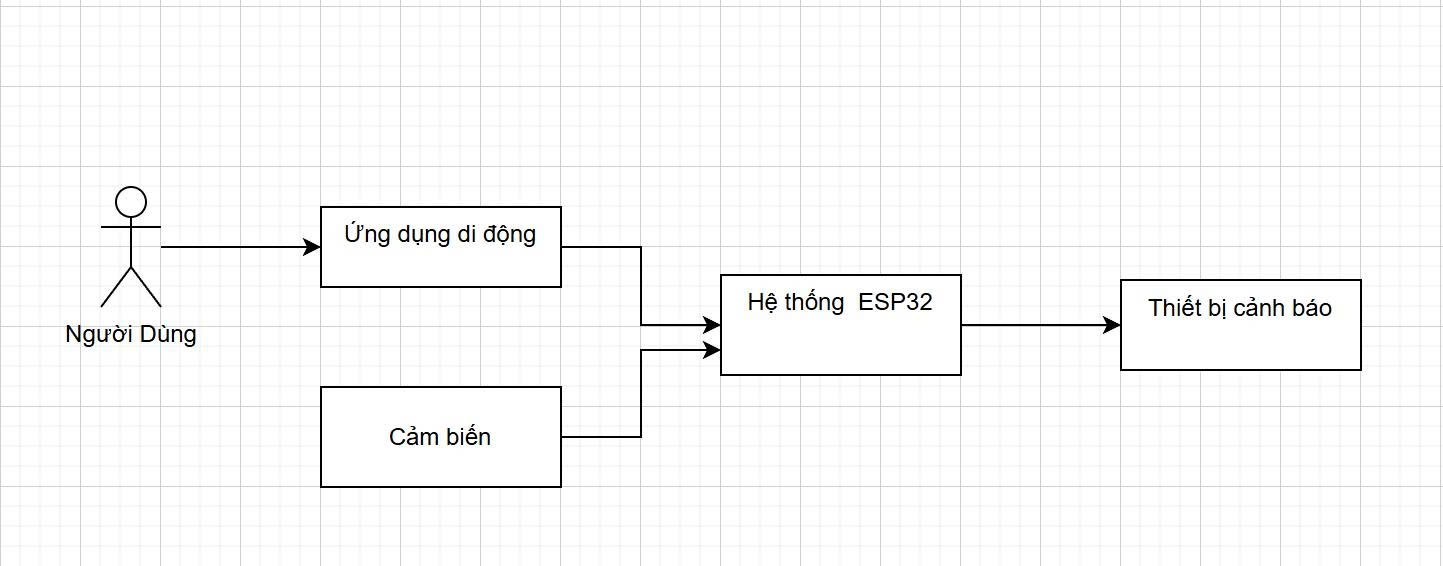 Ứng dụng di động
Người Dùng
Cảm biến
Hệ thống  ESP32
Thiết bị cảnh báo